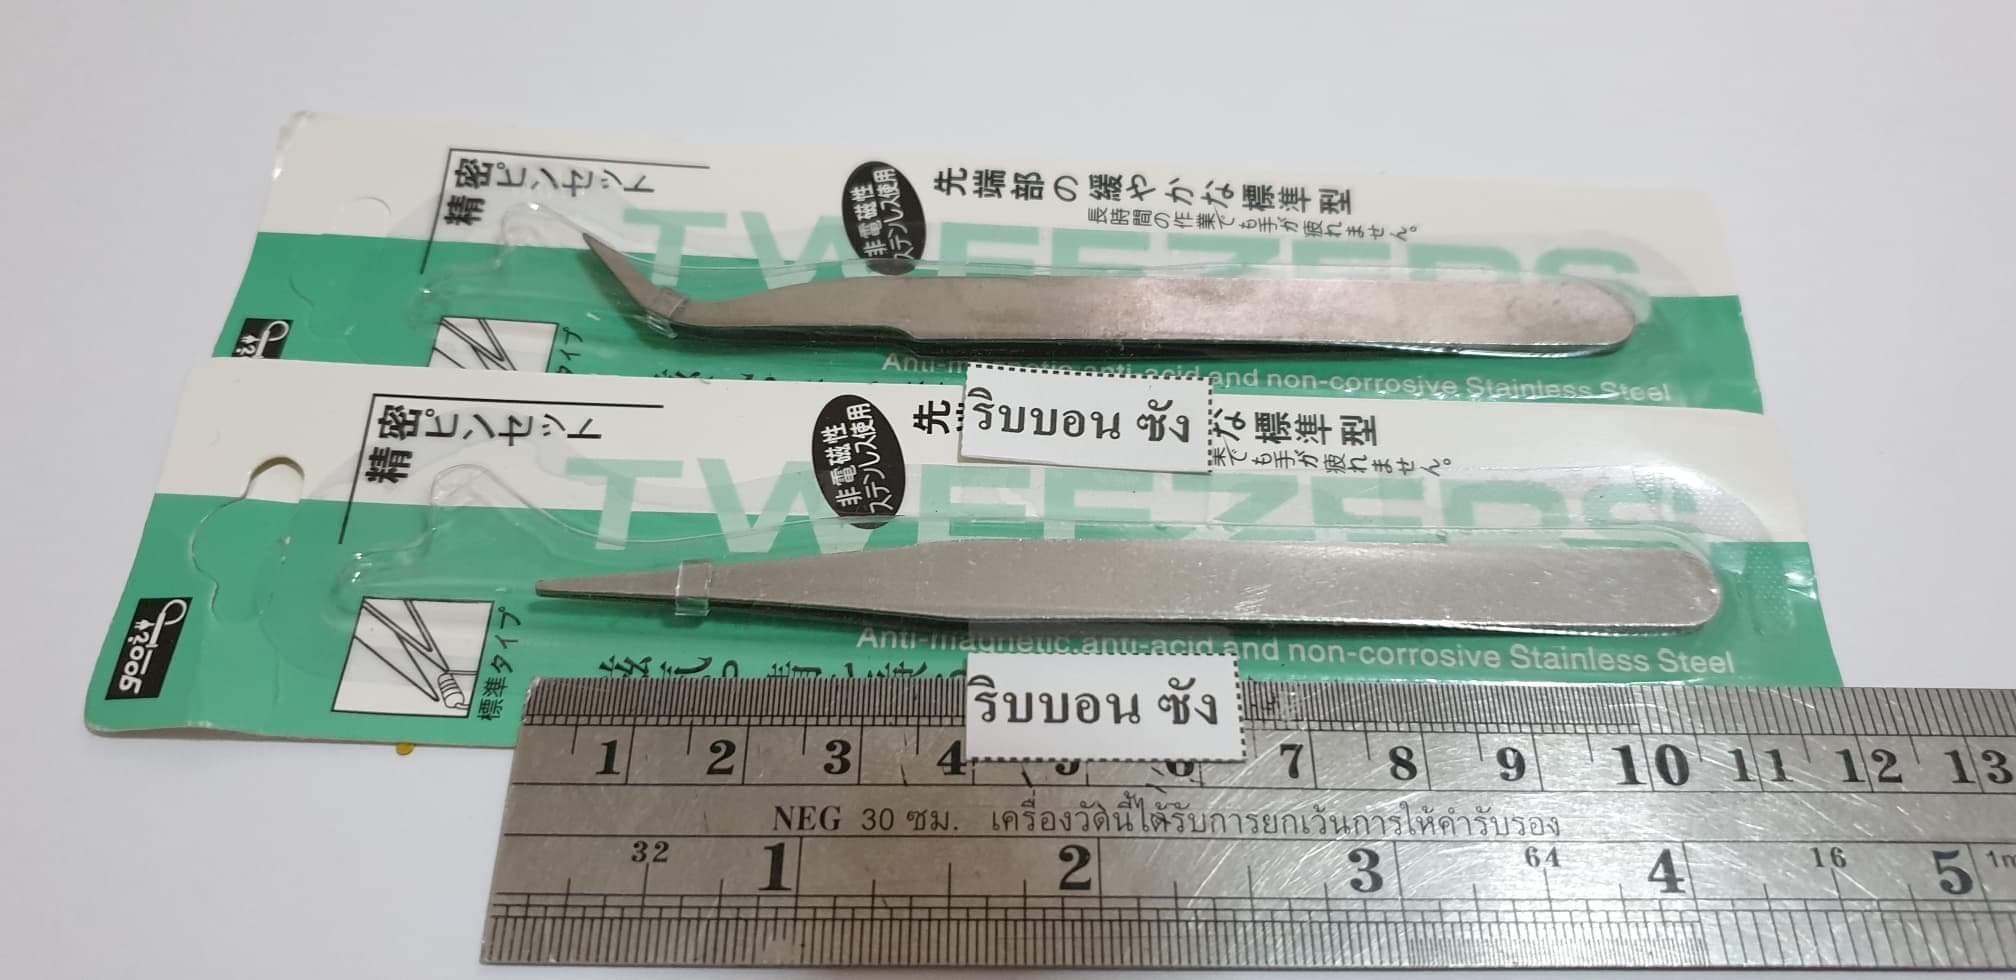 精密ピンセット
非電磁性
ステンレス使用
先端部の緩やかな標準型
長時間の作業でも手が疲れません。
TWEEZERS
Anti-magnetic,anti-acid and non-corrosive Stainless Steel
精密ピンセット
非電磁性
ステンレス使用
先端
ริบบอน ซัง
な標準型
業でも手が疲れません。
TWEEZERS
標準タイプ
Anti-magnetic,anti-acid and non-corrosive Stainless Steel
ริบบอน ซัง
1 2 3 4 5 6 7 8 9 10 11 12 13
NEG 30 ซม. เครื่องวัดนี้ได้รับการยกเว้นการให้คำรับรอง
32 64 16
1 2 3 4 5